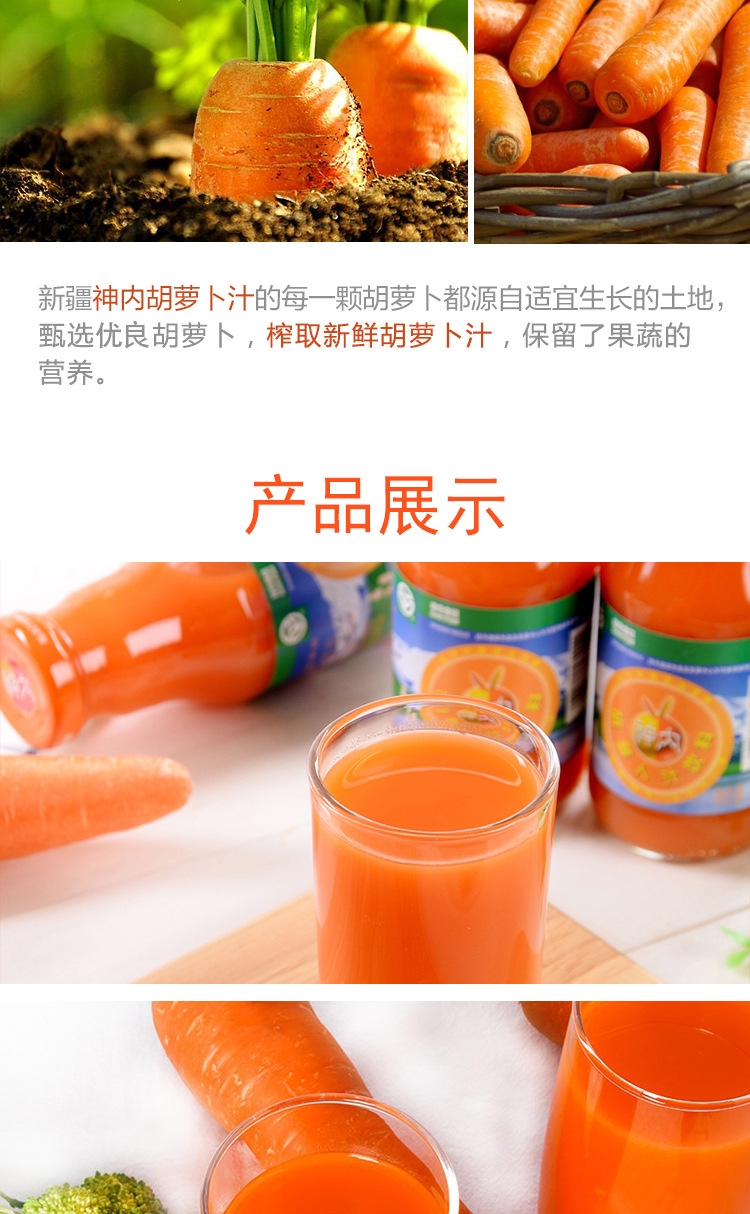 新疆神内胡萝卜汁的每一颗胡萝卜都源自适宜生长的土地，
甄选优良胡萝卜，榨取新鲜胡萝卜汁，保留了果蔬的
营养。
产品展示
神内